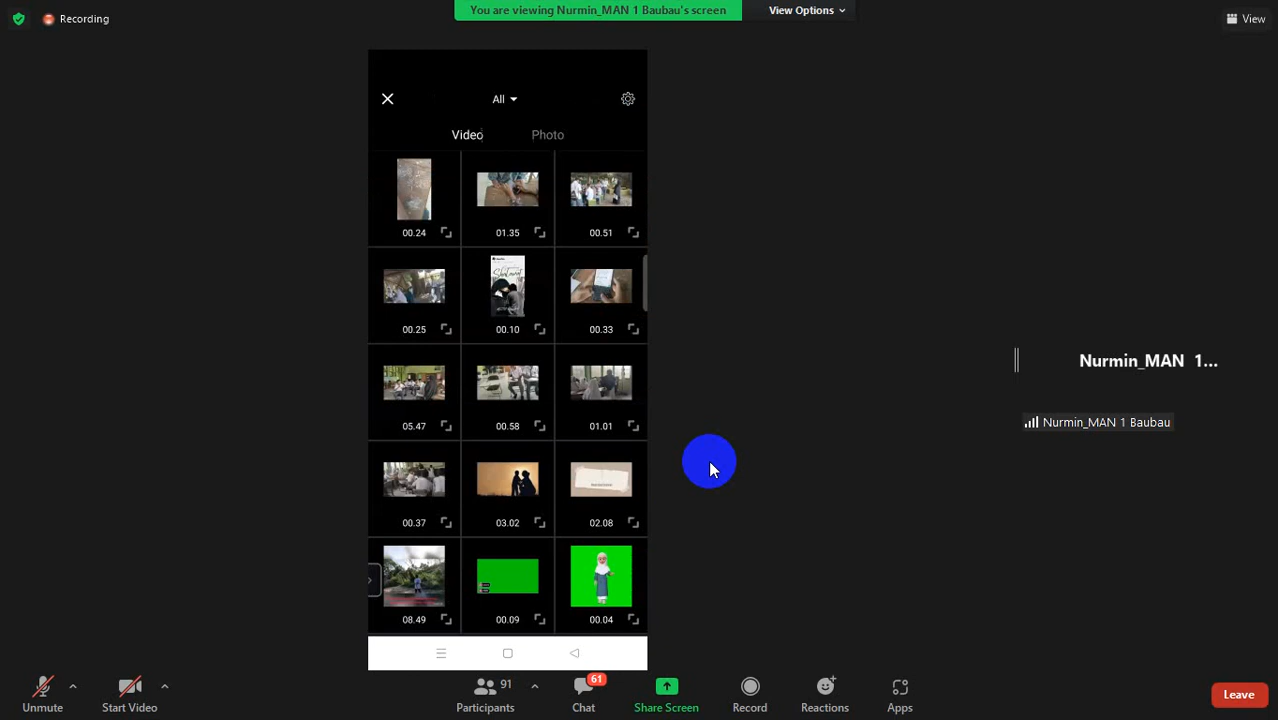 You are viewing Nurmin_MAN 1 Baubau's screen
View Options
Recording
View
All
Video
Photo
00.24
01.35
00.51
00.25
00.10
00.33
05.47
00.58
01.01
00.37
03.02
02.08
08.49
00.09
00.04
Nurmin_MAN 1...
Nurmin_MAN 1 Baubau
Unmute
Start Video
91
Participants
61
Chat
Share Screen
Record
Reactions
Apps
Leave